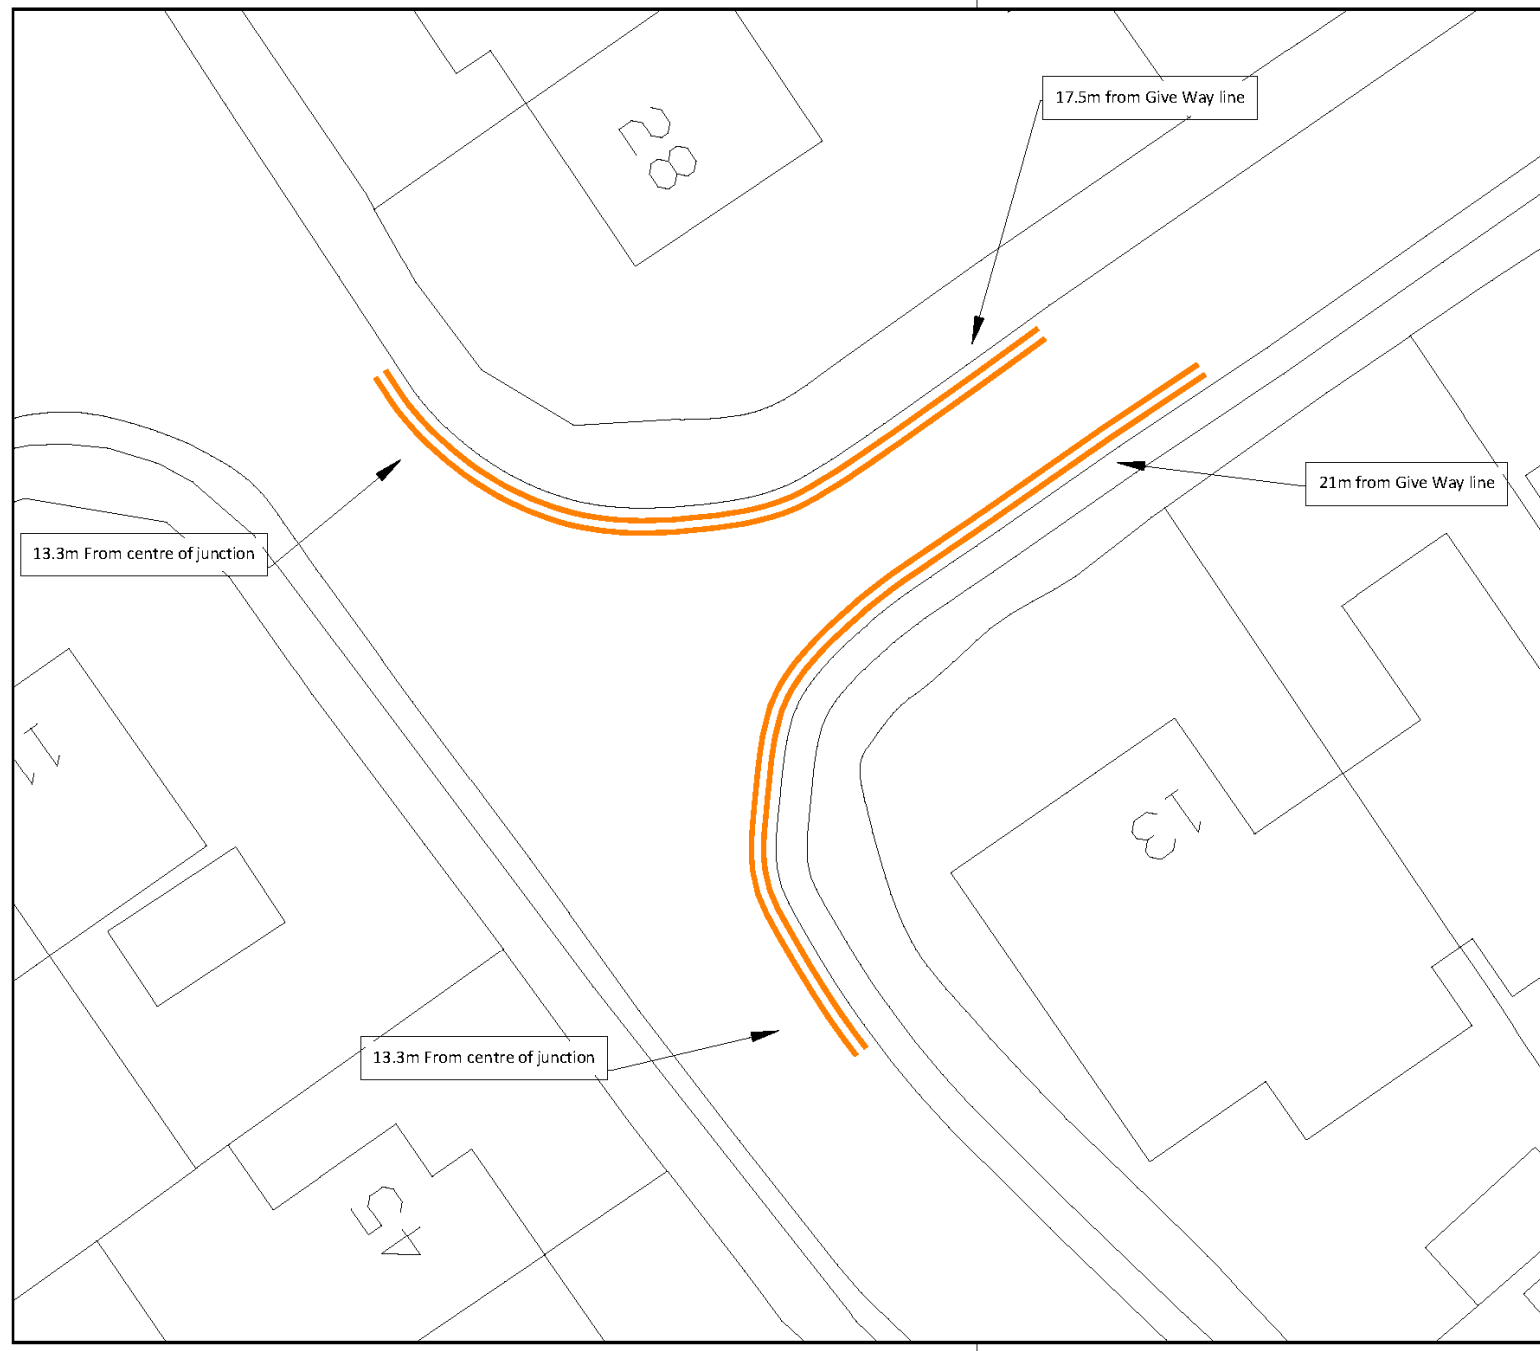 17.5m from Give Way line
28
21m from Give Way line
13.3m From centre of junction
11
13
13.3m From centre of junction
45